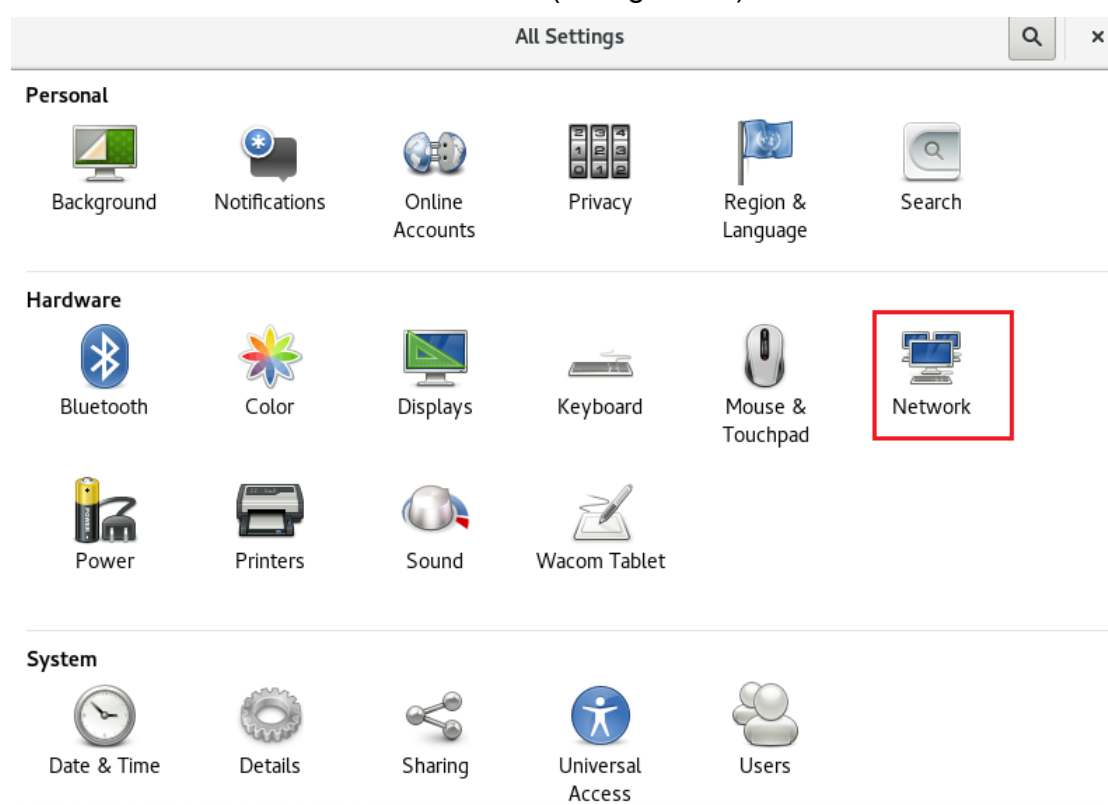 All Settings
Personal
Background Notifications Online Accounts Privacy Region & Language Search
Hardware
Bluetooth Color Displays Keyboard Mouse & Touchpad Network
Power Printers Sound Wacom Tablet
System
Date & Time Details Sharing Universal Access Users